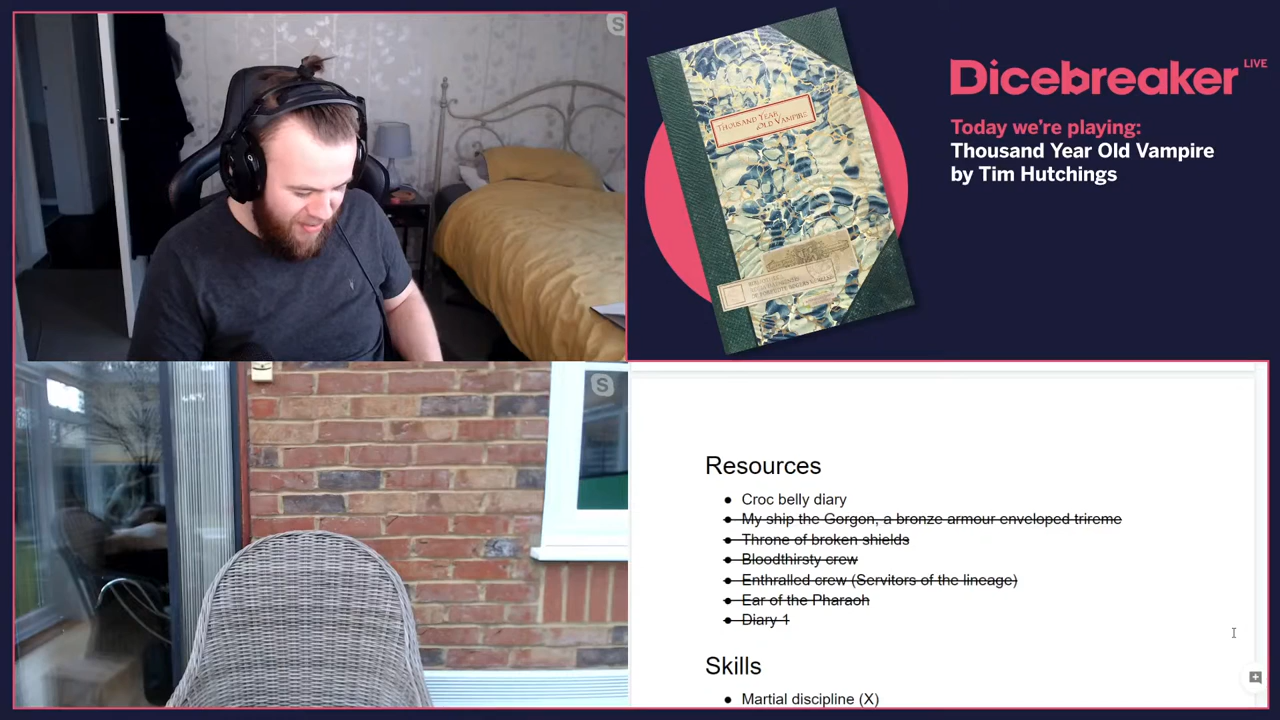 Dicebreaker LIVE
Today we're playing:
Thousand Year Old Vampire
by Tim Hutchings
THOUSAND YEAR
OLD VAMPIRE
S
S
Resources
● Croc belly diary
● My ship the Gorgon, a bronze armour enveloped trireme
● Throne of broken shields
● Bloodthirsty crew
● Enthralled crew (Servitors of the lineage)
● Ear of the Pharaoh
● Diary 1
Skills
● Martial discipline (X)